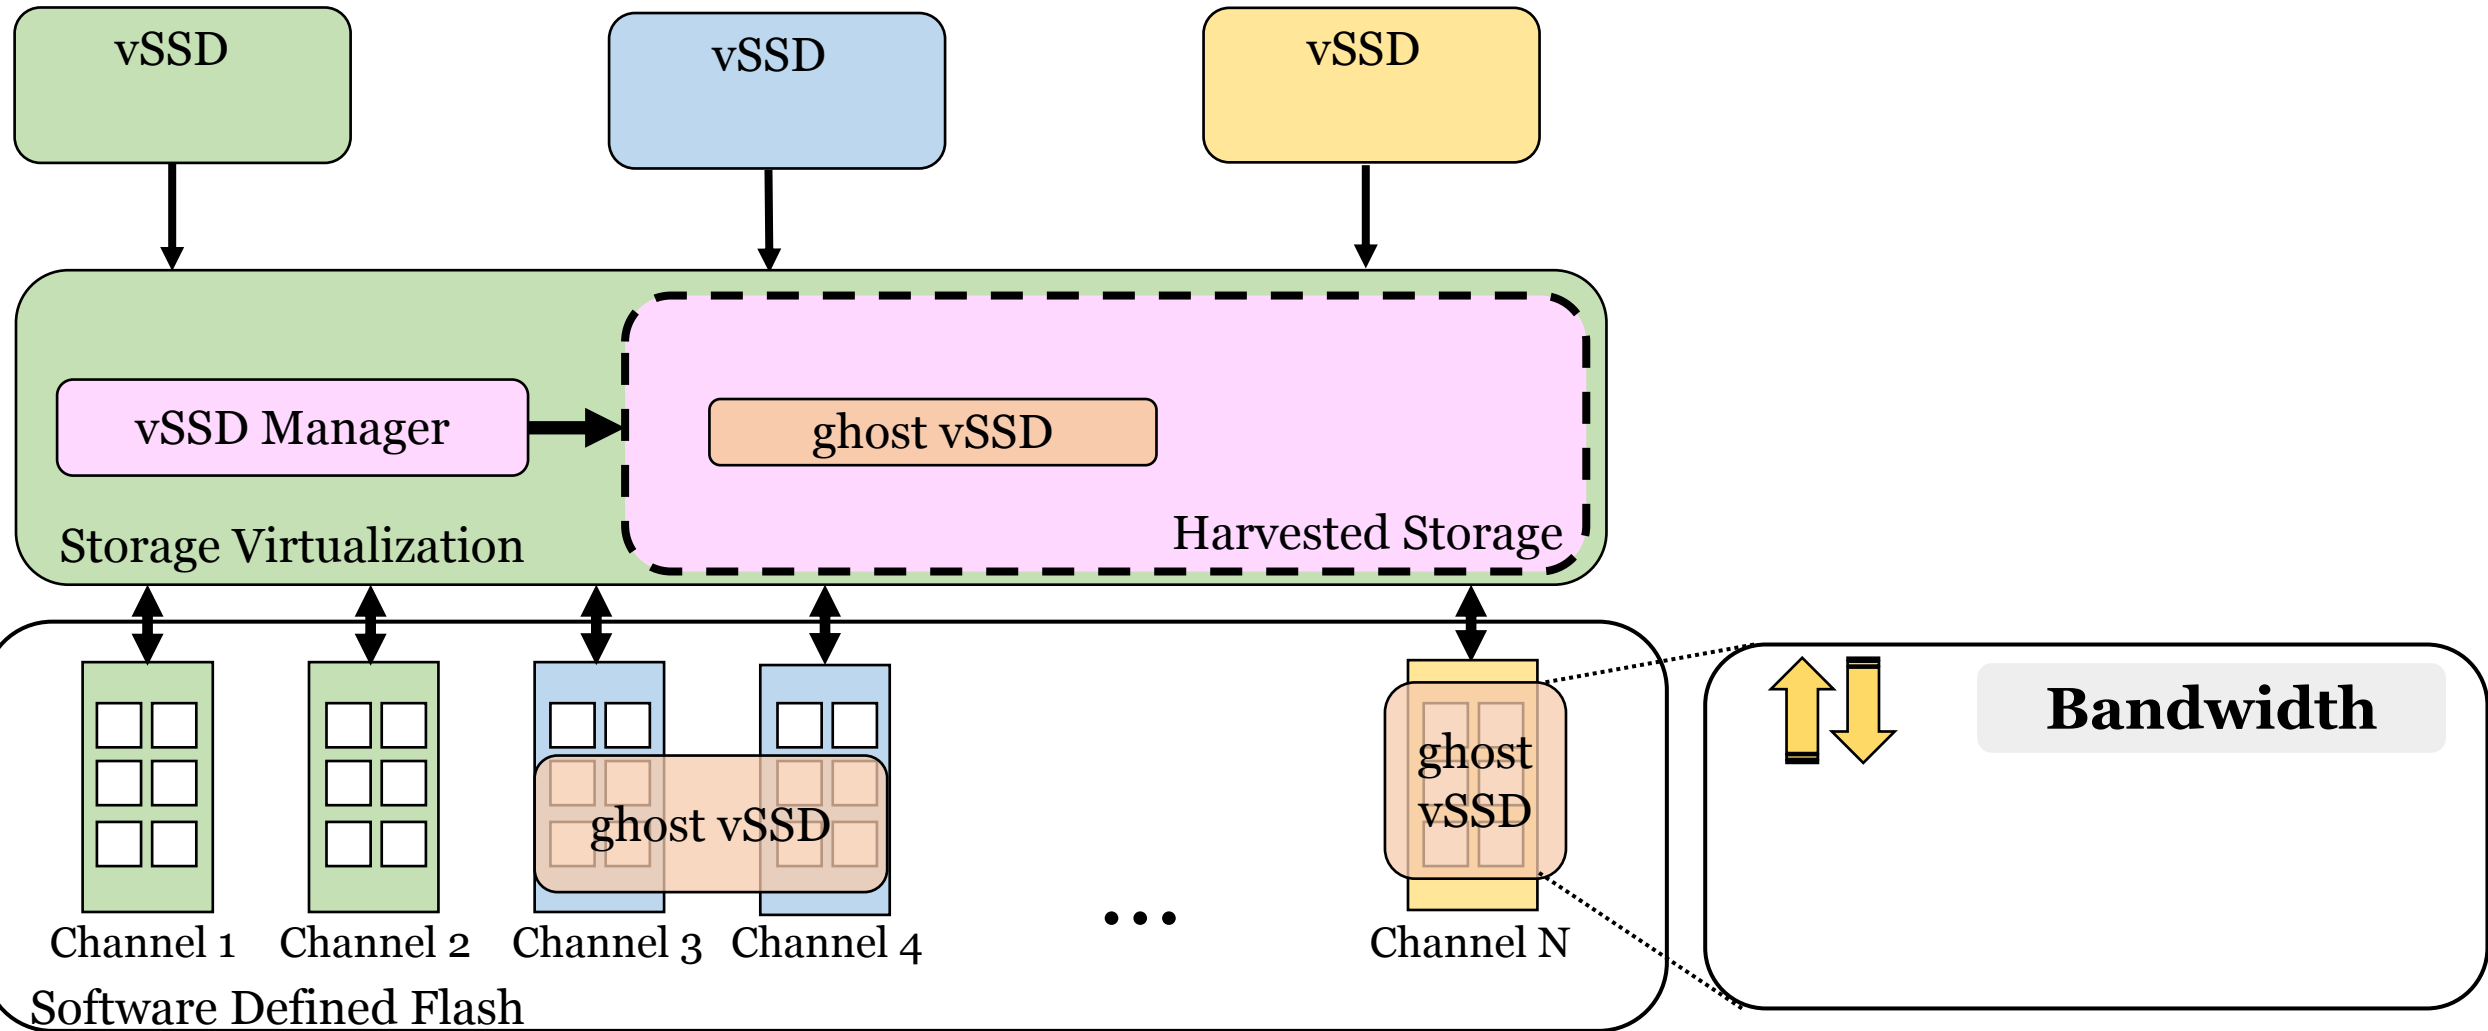 vSSD
vSSD
vSSD
vSSD Manager
ghost vSSD
Storage Virtualization
Harvested Storage
ghost vSSD
ghost
vSSD
Bandwidth
Channel 1
Channel 2
Channel 3
Channel 4
...
Channel N
Software Defined Flash